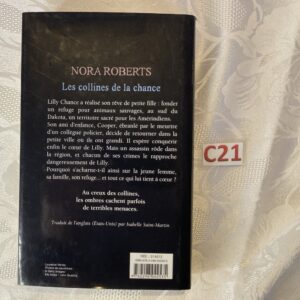 NORA ROBERTS
Les collines de la chance
Lilly Chance a réalisé son rêve de petite fille : fonder
un refuge pour animaux sauvages, au sud du
Dakota, un territoire sacré pour les Amérindiens.
Son ami d'enfance, Cooper, ébranlé par le meurtre
d'un collègue policier, décide de retourner dans la
petite ville où ils ont grandi. Il espère conquérir
enfin le cœur de Lilly. Mais un assassin rôde dans
la région, et chacun de ses crimes le rapproche
dangereusement de Lilly.
Pourquoi s'acharne-t-il ainsi sur la jeune femme,
sa famille, son refuge... et tout ce qui lui tient à cœur ?
Au creux des collines,
les ombres cachent parfois
de terribles menaces.
Traduit de l'anglais (États-Unis) par Isabelle Saint-Martin
C21